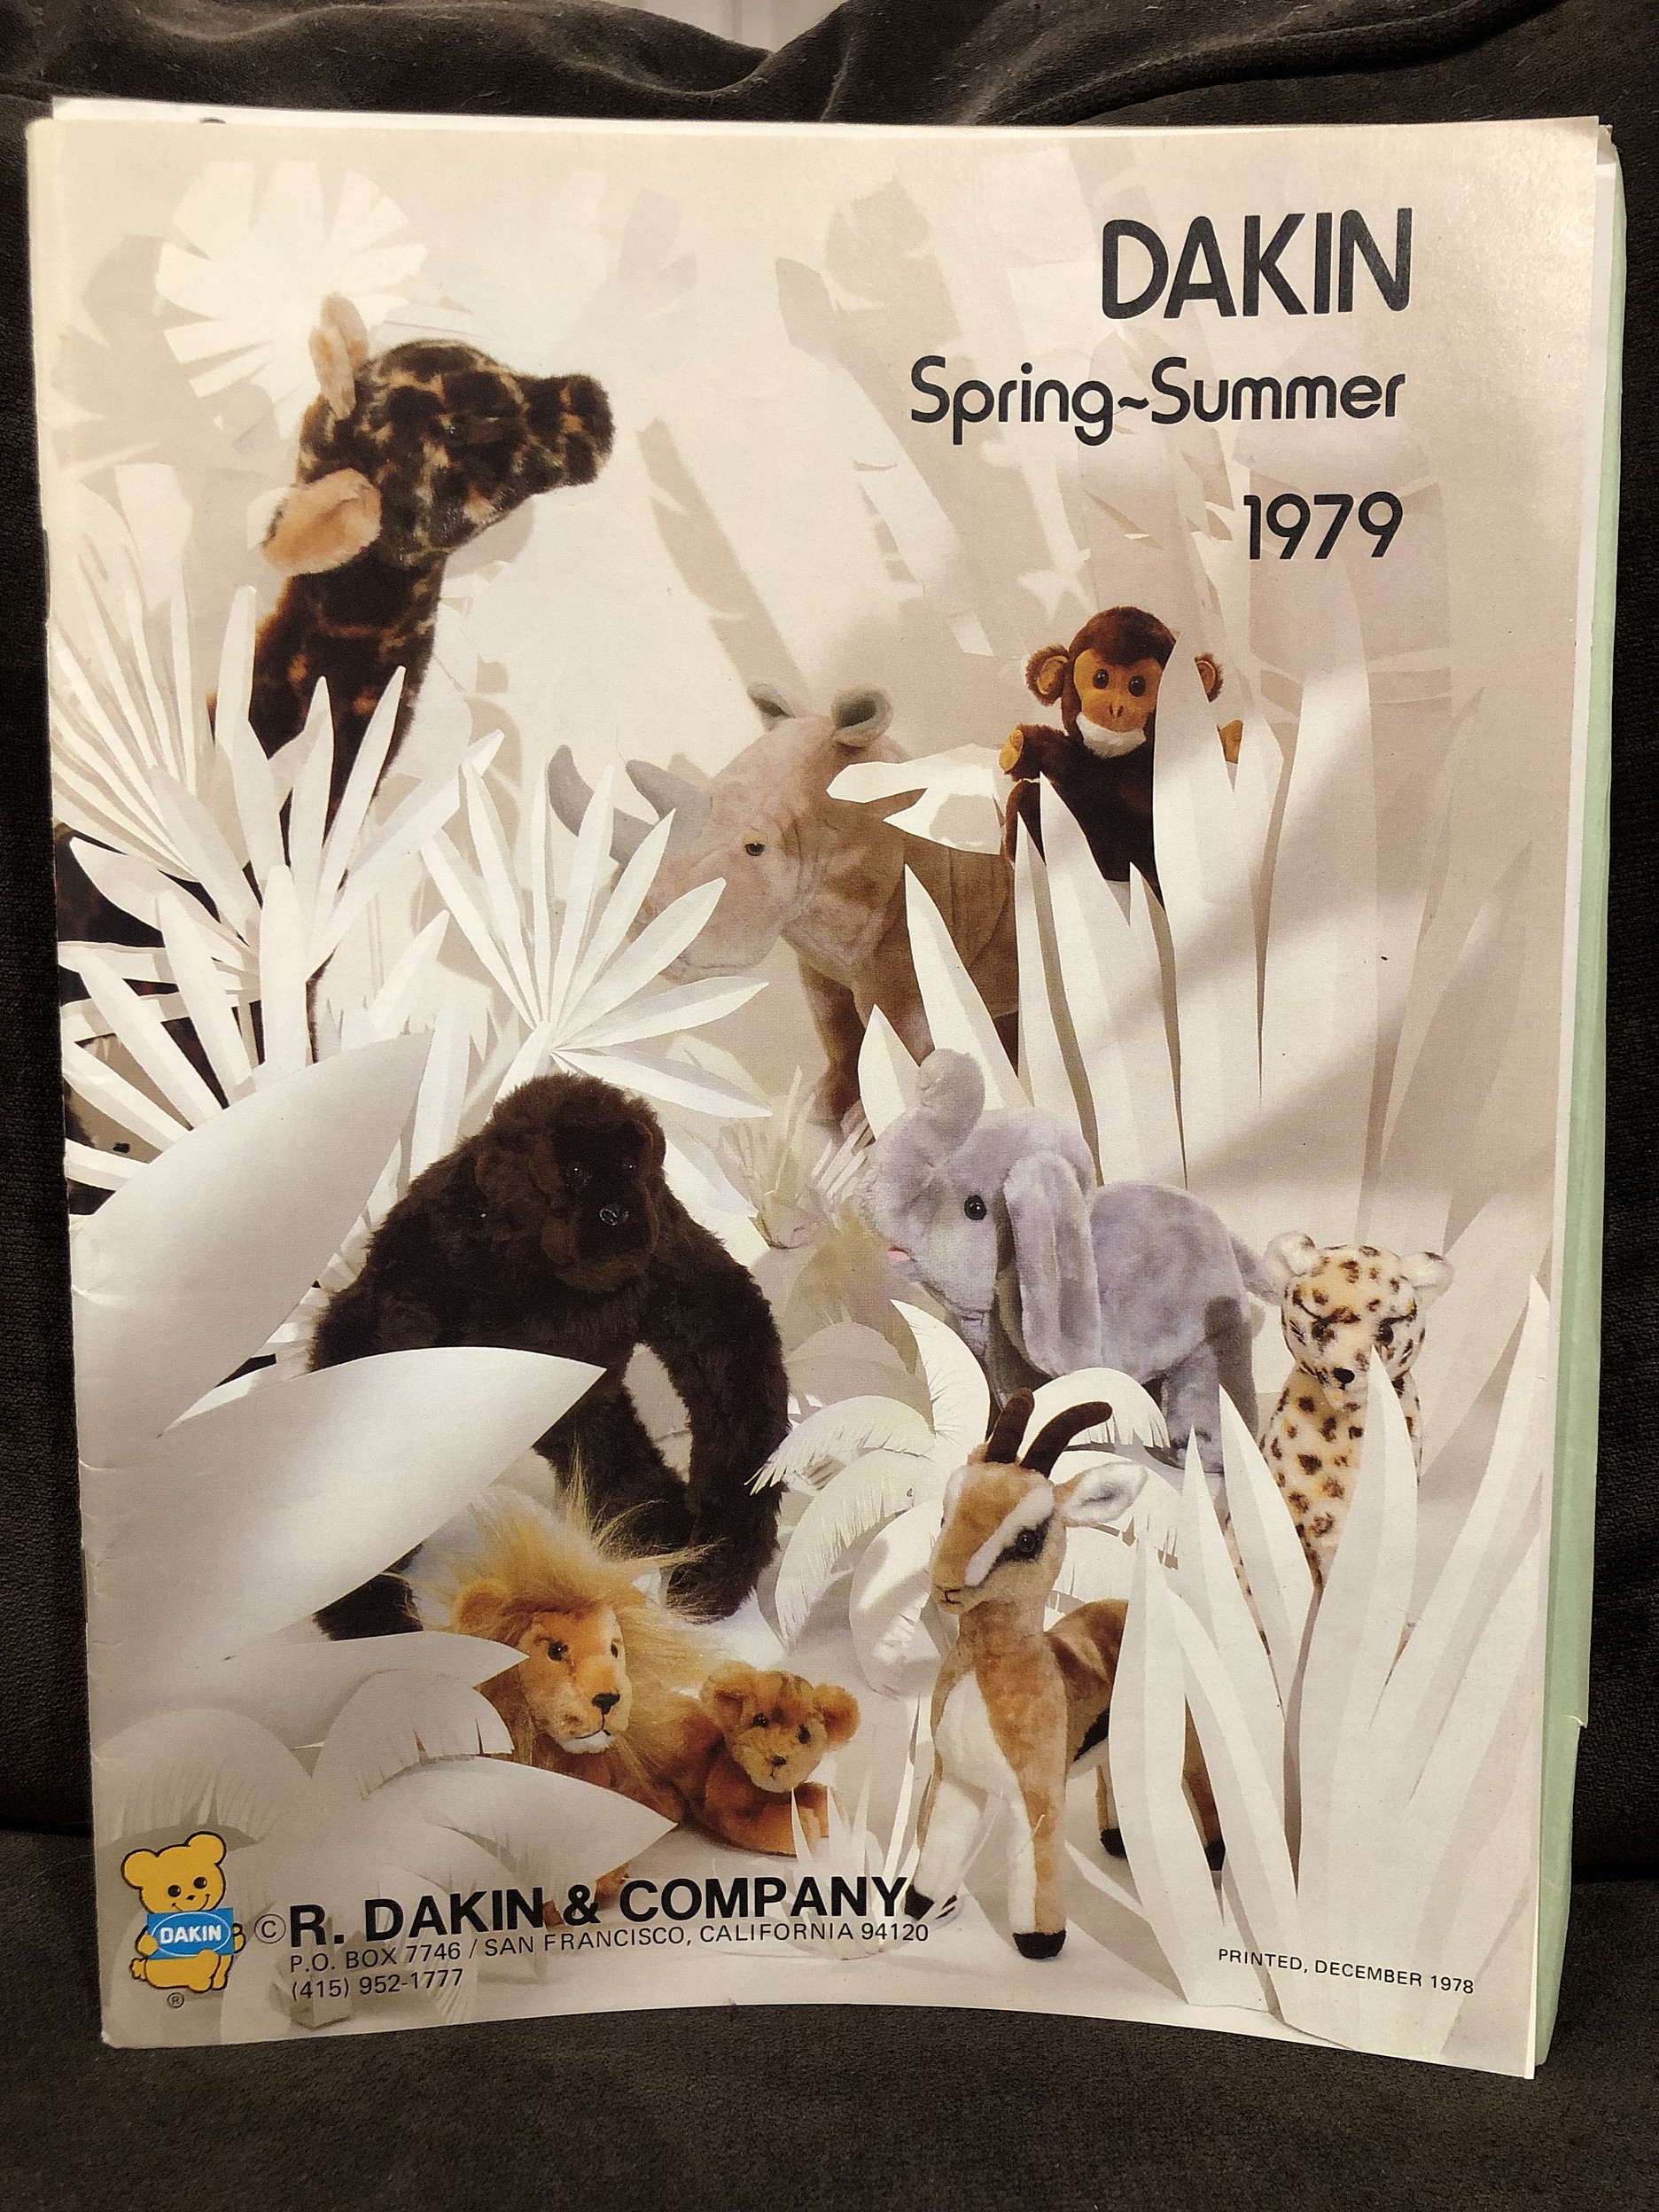 DAKIN
Spring~Summer
1979
DAKIN
®
©R. DAKIN & COMPANY
P.O. BOX 7746 / SAN FRANCISCO, CALIFORNIA 94120
(415) 952-1777
PRINTED, DECEMBER 1978